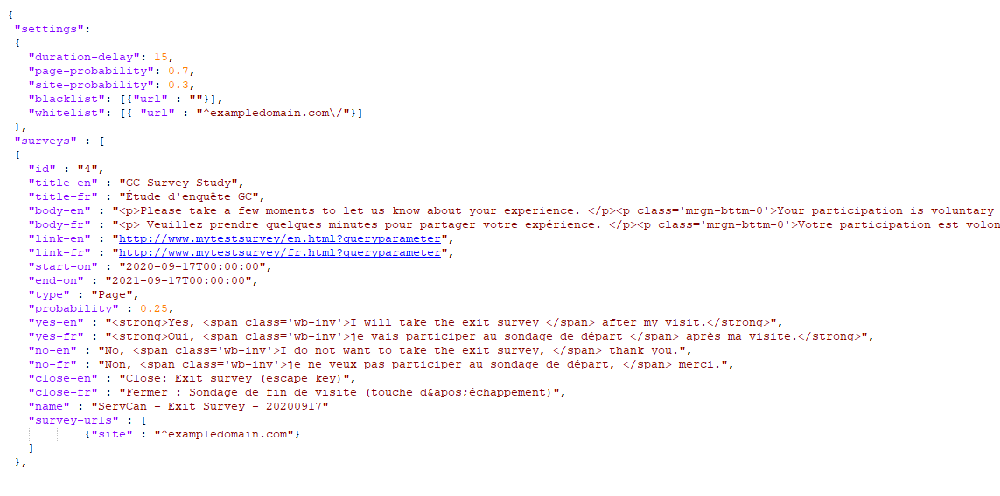 {
"settings":
{
"duration-delay": 15,
"page-probability": 0.7,
"site-probability": 0.3,
"blacklist": [{"url" : ""}],
"whitelist": [{ "url" : "^exampledomain.com\/"}]
},
"surveys" : [
{
"id" : "4",
"title-en" : "GC Survey Study",
"title-fr" : "Étude d'enquête GC",
"body-en" : "<p>Please take a few moments to let us know about your experience. </p><p class='mrgn-bttm-0'>Your participation is voluntary
"body-fr" : "<p> Veuillez prendre quelques minutes pour partager votre expérience. </p><p class='mrgn-bttm-0'>Votre participation est volon
"link-en" : "http://www.mytestsurvey/en.html?queryparameter",
"link-fr" : "http://www.mytestsurvey/fr.html?queryparameter",
"start-on" : "2020-09-17T00:00:00",
"end-on" : "2021-09-17T00:00:00",
"type" : "Page",
"probability" : 0.25,
"yes-en" : "<strong>Yes, <span class='wb-inv'>I will take the exit survey </span> after my visit.</strong>",
"yes-fr" : "<strong>Oui, <span class='wb-inv'>je vais participer au sondage de départ </span> après ma visite.</strong>",
"no-en" : "No, <span class='wb-inv'>I do not want to take the exit survey, </span> thank you.",
"no-fr" : "Non, <span class='wb-inv'>je ne veux pas participer au sondage de départ, </span> merci.",
"close-en" : "Close: Exit survey (escape key)",
"close-fr" : "Fermer : Sondage de fin de visite (touche d&apos;échappement)",
"name" : "ServCan - Exit Survey - 20200917"
"survey-urls" : [
{"site" : "^exampledomain.com"}
]
},